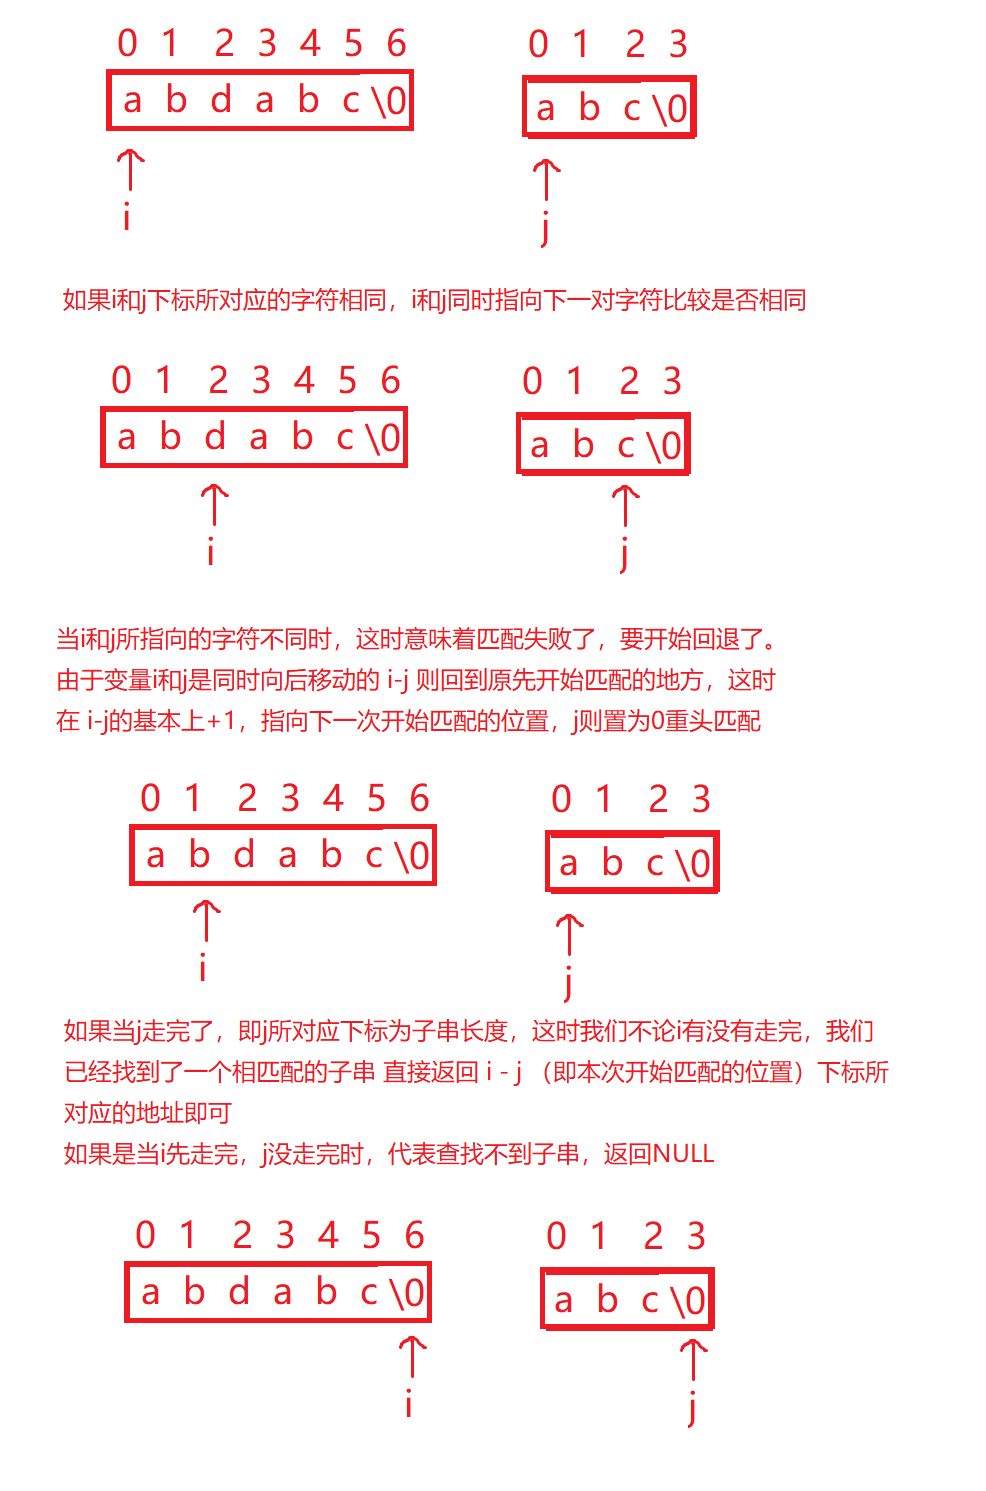 0 1 2 3 4 5 6 0 1 2 3
a b d a b c \0 a b c \0
i j
如果i和j下标所对应的字符相同，i和j同时指向下一对字符比较是否相同
0 1 2 3 4 5 6 0 1 2 3
a b d a b c \0 a b c \0
i j
当i和j所指向的字符不同时，这时意味着匹配失败了，要开始回退了。
由于变量i和j是同时向后移动的 i-j 则回到原先开始匹配的地方，这时
在 i-j的基本上+1，指向下一次开始匹配的位置，j则置为0重头匹配
0 1 2 3 4 5 6 0 1 2 3
a b d a b c \0 a b c \0
i j
如果当j走完了，即j所对应下标为子串长度，这时我们不论i有没有走完，我们
已经找到了一个相匹配的子串 直接返回 i - j （即本次开始匹配的位置）下标所
对应的地址即可
如果是当i先走完，j没走完时，代表查找不到子串，返回NULL
0 1 2 3 4 5 6 0 1 2 3
a b d a b c \0 a b c \0
i j